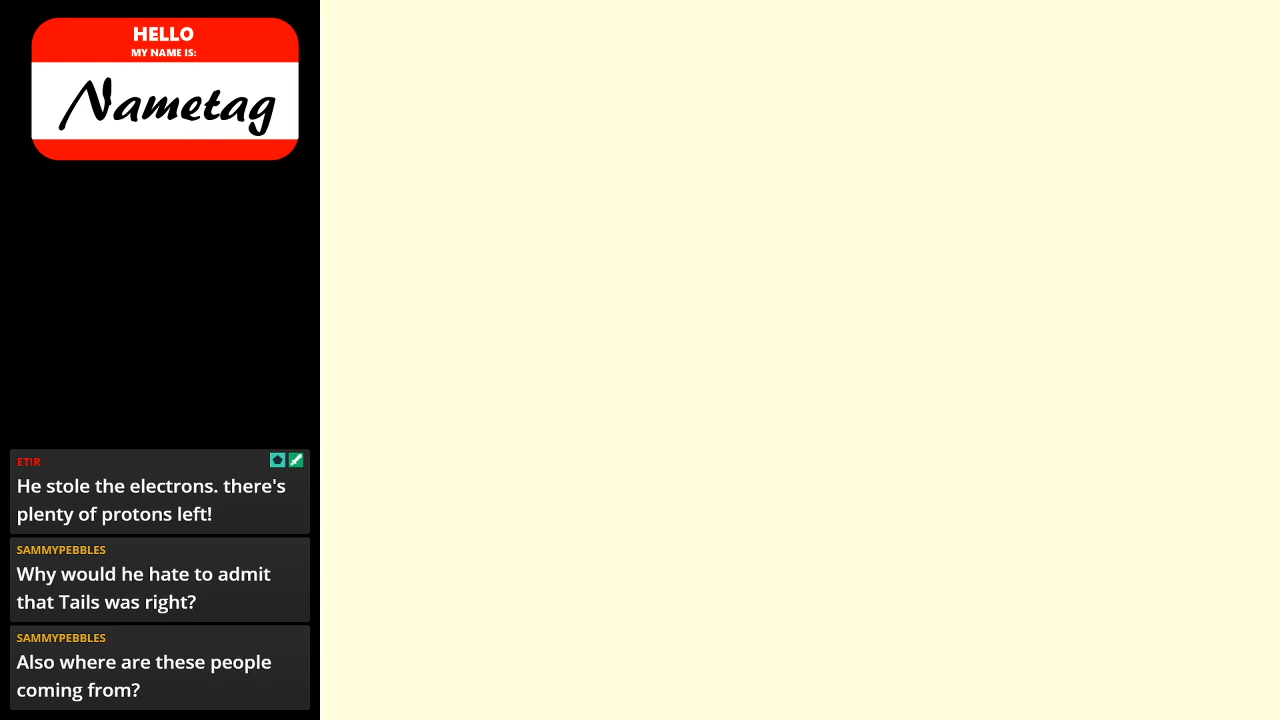 HELLO
MY NAME IS:
Nametag
ETIR
He stole the electrons. there's
plenty of protons left!
SAMMYPEBBLES
Why would he hate to admit
that Tails was right?
SAMMYPEBBLES
Also where are these people
coming from?